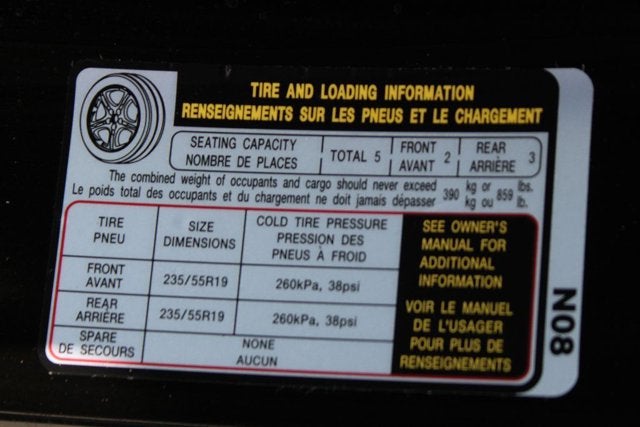 TIRE AND LOADING INFORMATION
RENSEIGNEMENTS SUR LES PNEUS ET LE CHARGEMENT
SEATING CAPACITY
NOMBRE DE PLACES
TOTAL 5
FRONT
AVANT 2
REAR
ARRIÈRE 3
The combined weight of occupants and cargo should never exceed 390 kg or 859 lbs.
Le poids total des occupants et du chargement ne doit jamais dépasser 390 kg ou 859 lb.
TIRE
PNEU
SIZE
DIMENSIONS
COLD TIRE PRESSURE
PRESSION DES
PNEUS À FROID
FRONT
AVANT
235/55R19
260kPa, 38psi
REAR
ARRIÈRE
235/55R19
260kPa, 38psi
SPARE
DE SECOURS
NONE
AUCUN
SEE OWNER'S
MANUAL FOR
ADDITIONAL
INFORMATION
VOIR LE MANUEL
DE L'USAGER
POUR PLUS DE
RENSEIGNEMENTS
N08